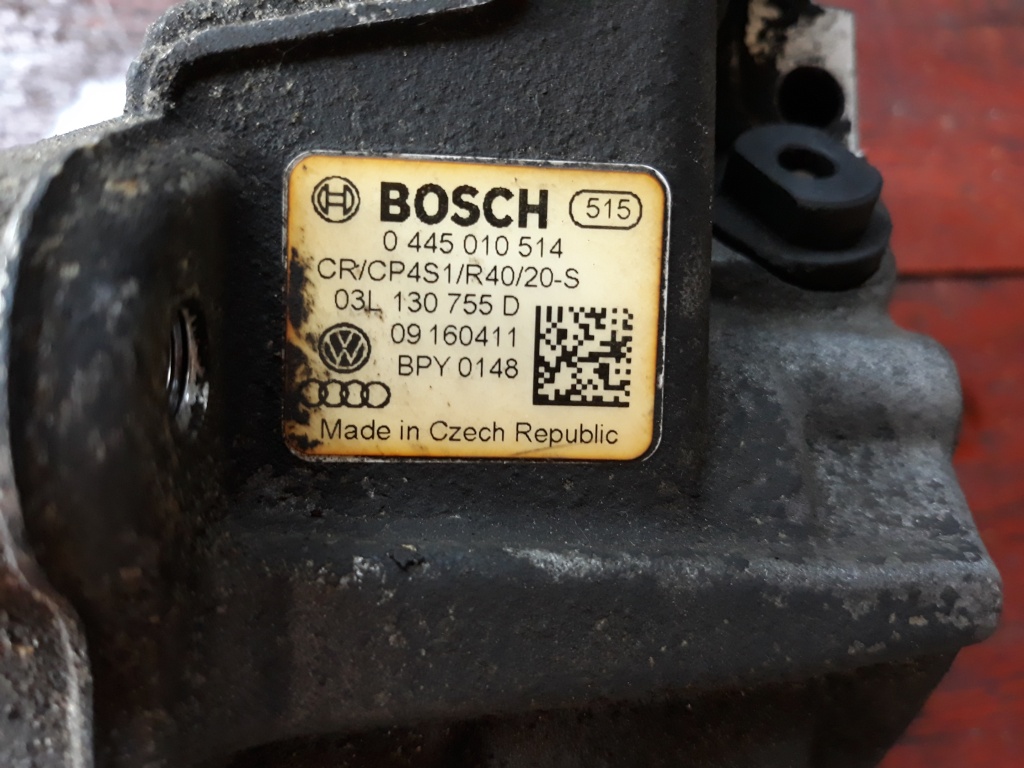 BOSCH 515
0 445 010 514
CR/CP4S1/R40/20-S
03L 130 755 D
09 160411
BPY 0148
Made in Czech Republic